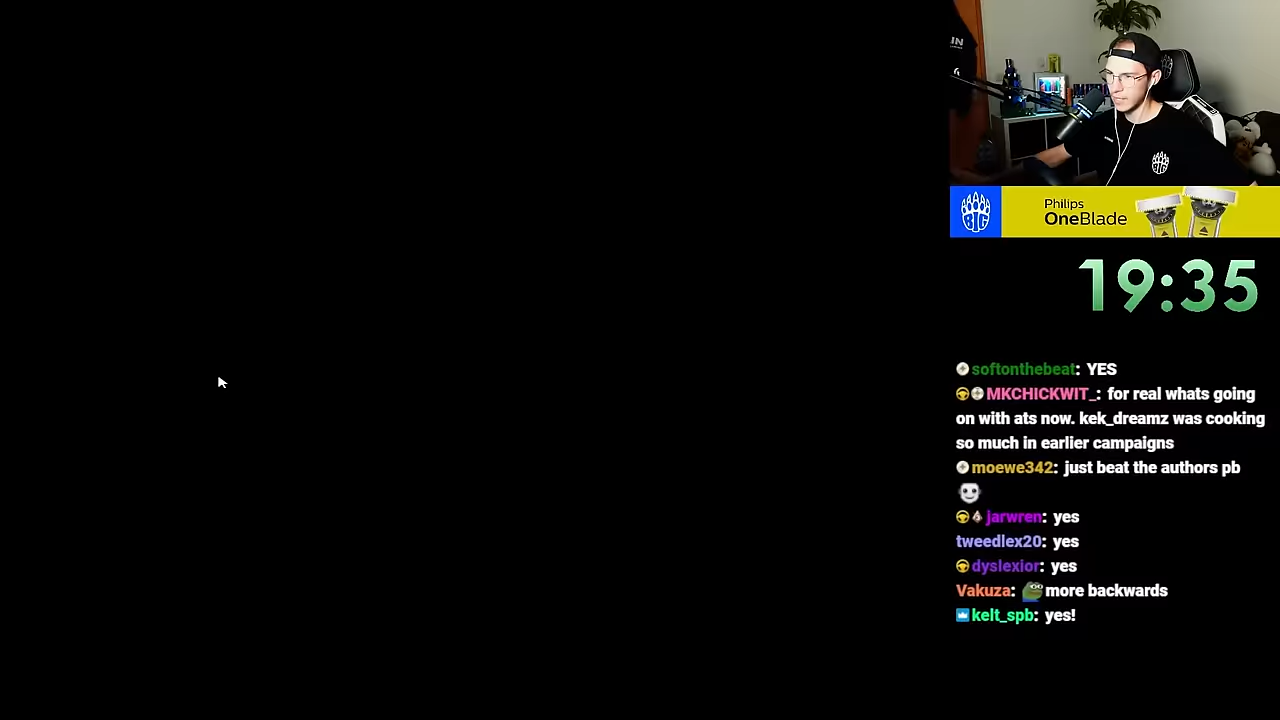 IN
BIG
Philips
OneBlade
19:35
softonthebeat: YES
MKCHICKWIT_: for real whats going
on with ats now. kek_dreamz was cooking
so much in earlier campaigns
moewe342: just beat the authors pb
jarwren: yes
tweedlex20: yes
dyslexior: yes
Vakuza: more backwards
kelt_spb: yes!